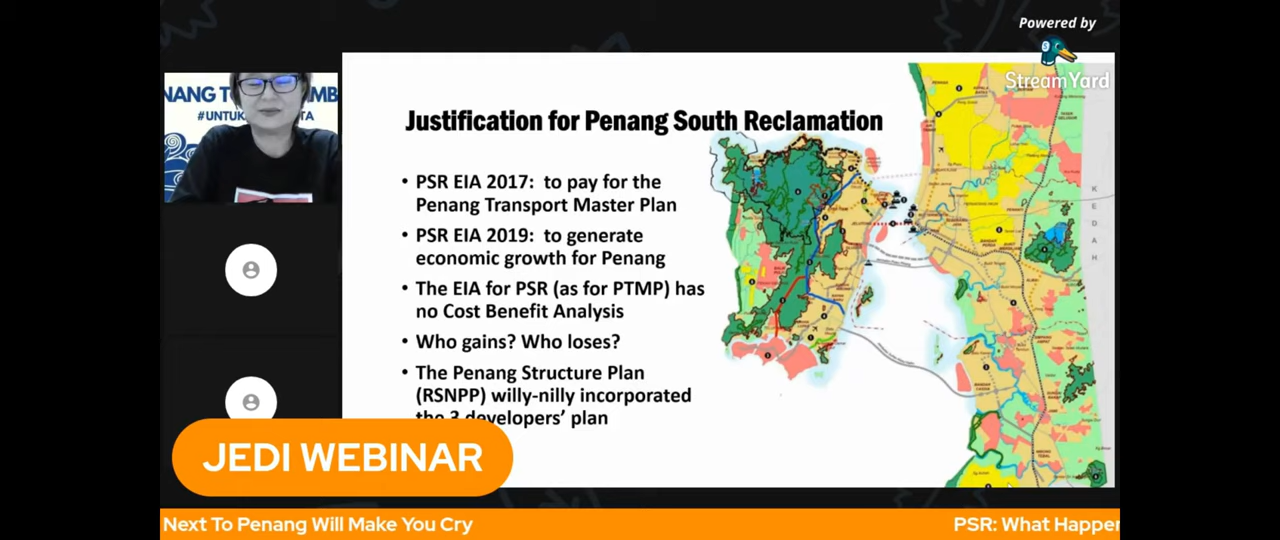 Powered by
StreamYard
NANG T
MB
#UNTUK
TA
Justification for Penang South Reclamation
• PSR EIA 2017: to pay for the
Penang Transport Master Plan
• PSR EIA 2019: to generate
economic growth for Penang
• The EIA for PSR (as for PTMP) has
no Cost Benefit Analysis
• Who gains? Who loses?
• The Penang Structure Plan
(RSNPP) willy-nilly incorporated
the 3 developers' plan
KEDAH
JEDI WEBINAR
Next To Penang Will Make You Cry
PSR: What Happen